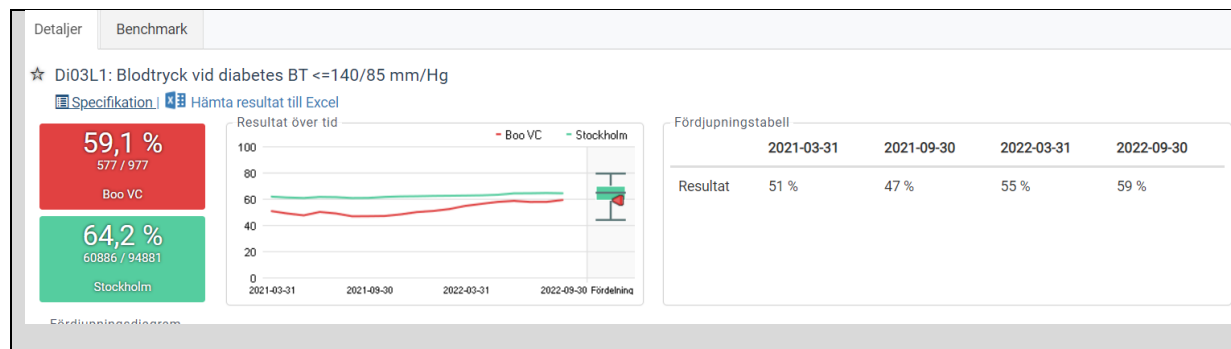 Detaljer Benchmark
☆ Di03L1: Blodtryck vid diabetes BT <=140/85 mm/Hg
Specifikation | Hämta resultat till Excel
59,1 %
577 / 977
Boo VC
64,2 %
60886 / 94881
Stockholm
Resultat över tid
- Boo VC - Stockholm
100
80
60
40
20
0
2021-03-31 2021-09-30 2022-03-31 2022-09-30 Fördelning
Fördjupningstabell
2021-03-31 2021-09-30 2022-03-31 2022-09-30
Resultat 51 % 47 % 55 % 59 %
Fördjupningsdiagram